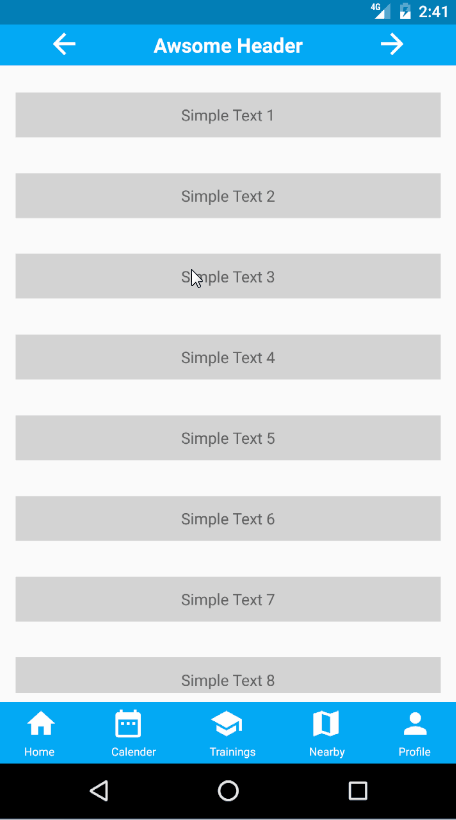 4G 2:41
Awsome Header
Simple Text 1
Simple Text 2
Simple Text 3
Simple Text 4
Simple Text 5
Simple Text 6
Simple Text 7
Simple Text 8
Home Calender Trainings Nearby Profile